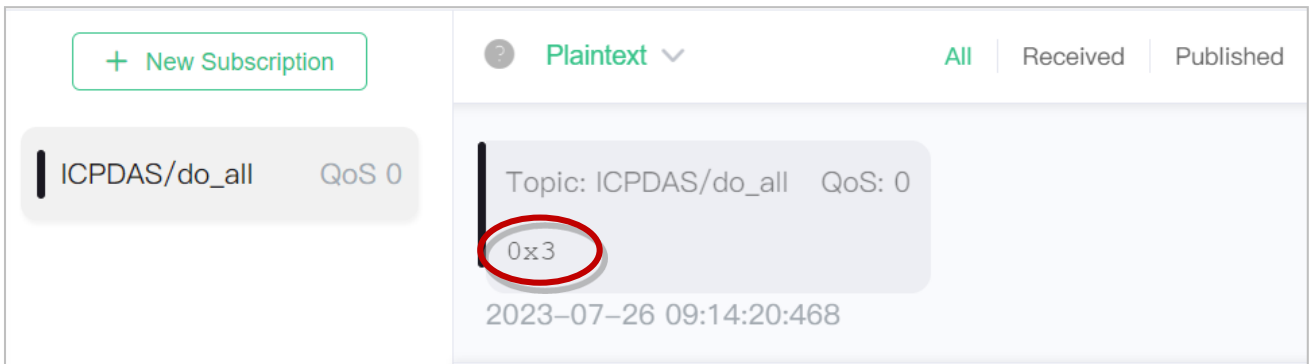 + New Subscription
ICPDAS/do_all QoS 0
? Plaintext All Received Published
Topic: ICPDAS/do_all QoS: 0
0x3
2023-07-26 09:14:20:468